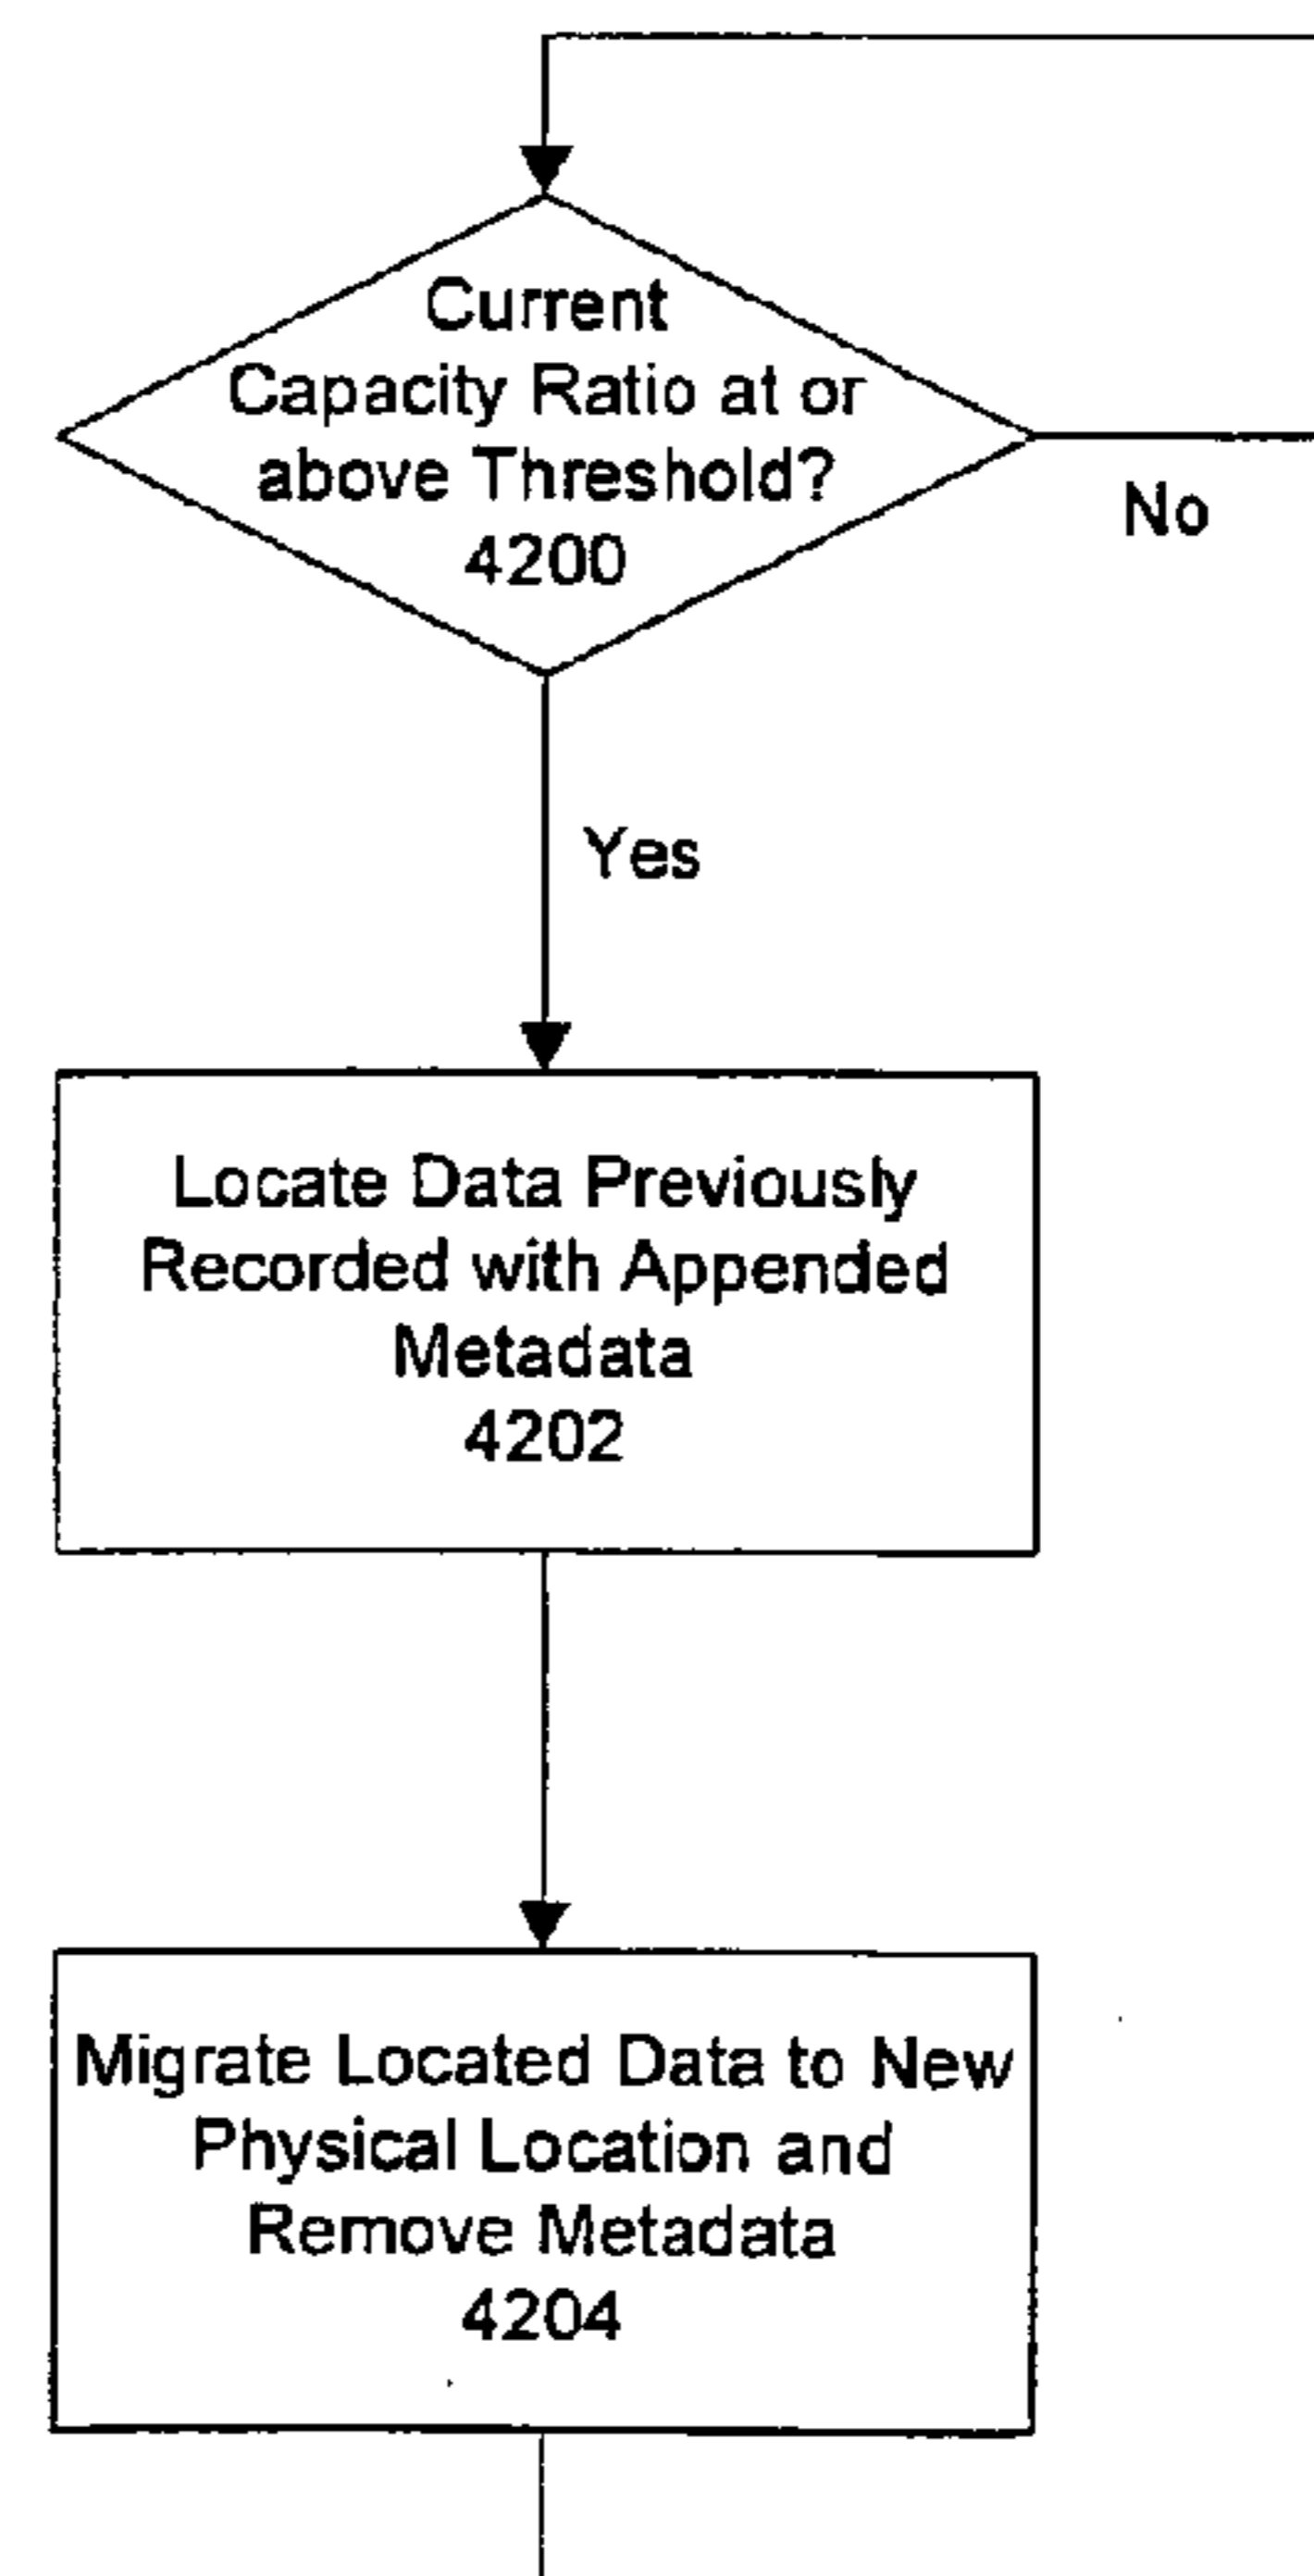 Current
Capacity Ratio at or
above Threshold?
4200
No
Yes
Locate Data Previously
Recorded with Appended
Metadata
4202
Migrate Located Data to New
Physical Location and
Remove Metadata
4204